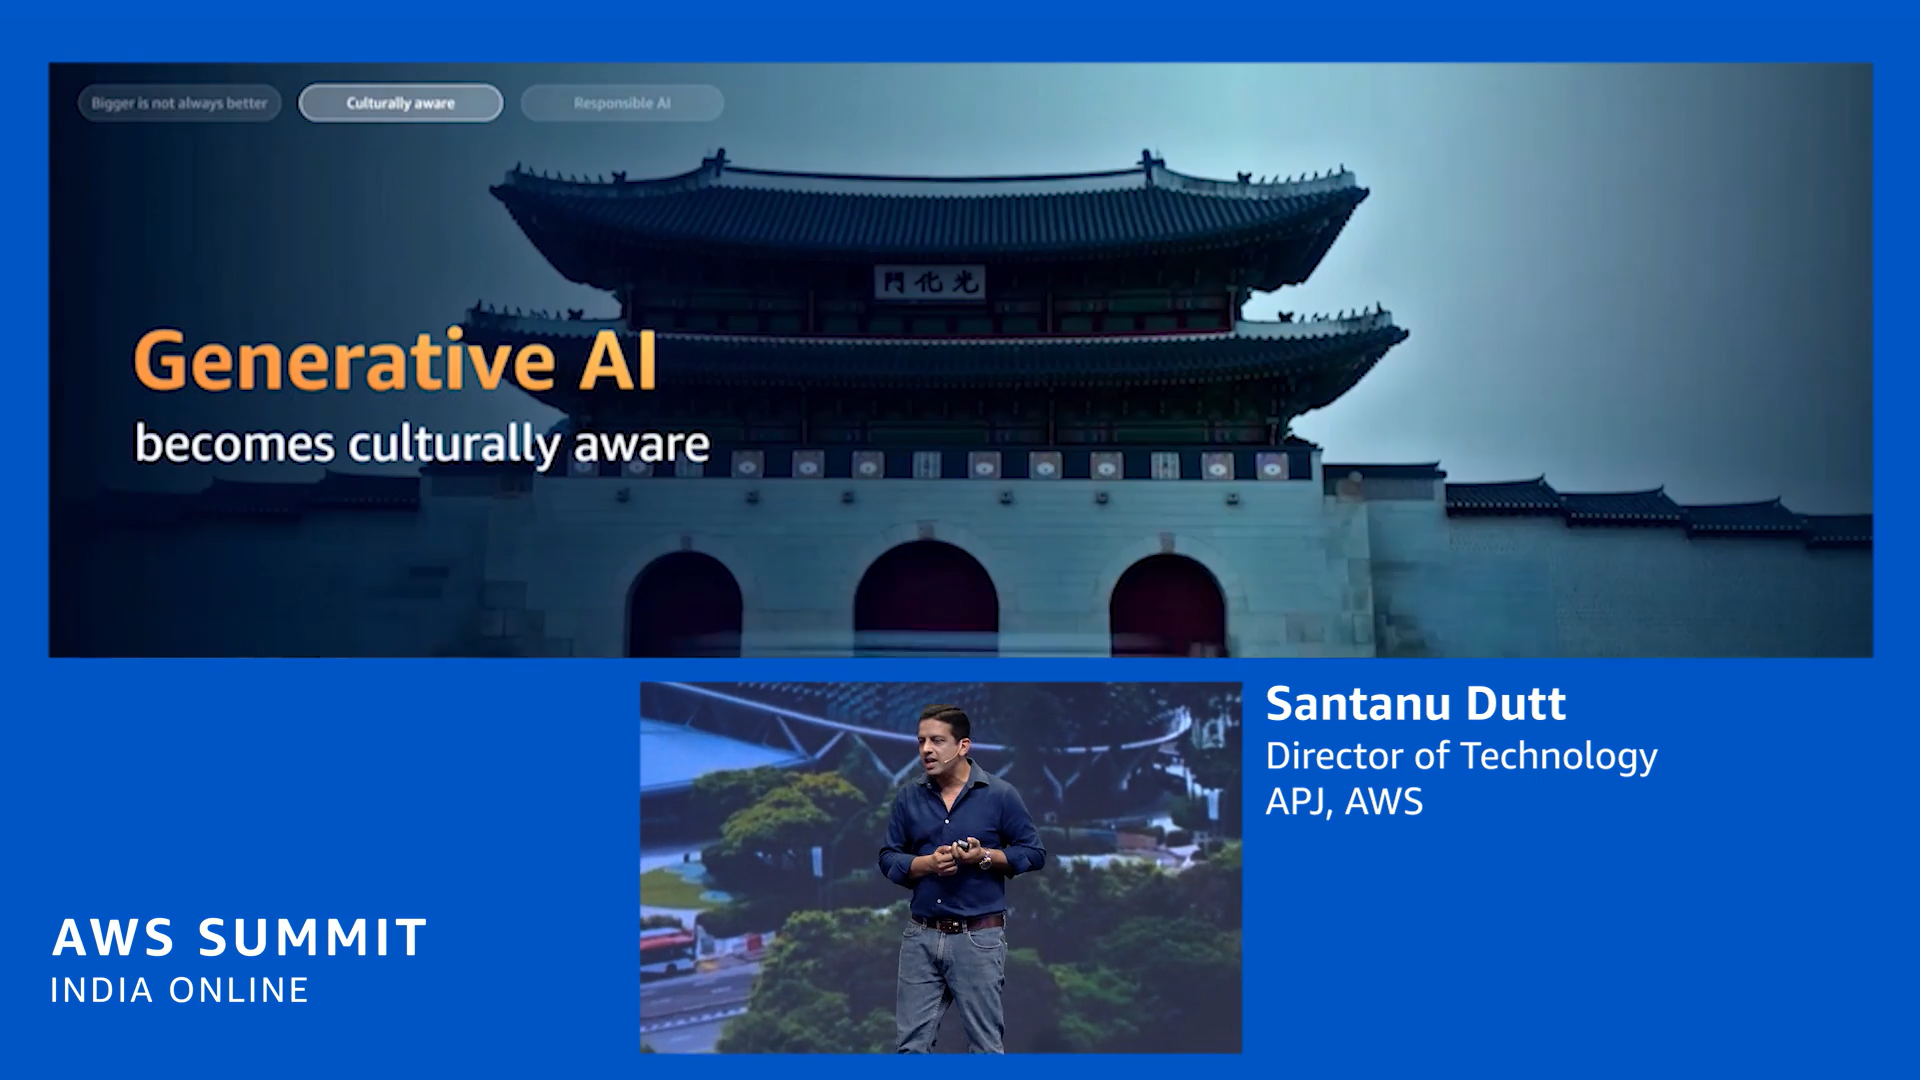 Bigger is not always better
Culturally aware
Responsible AI
門化光
Generative AI
becomes culturally aware
Santanu Dutt
Director of Technology
APJ, AWS
AWS SUMMIT
INDIA ONLINE